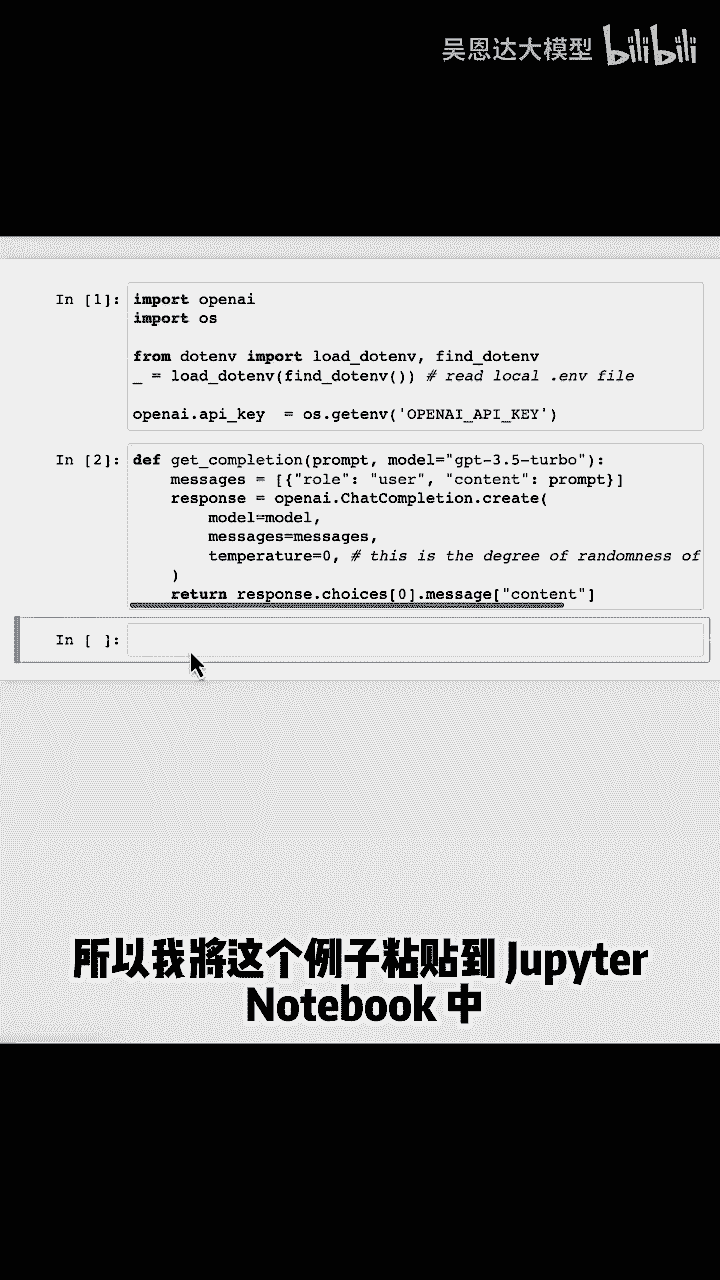 吴恩达大模型 bilibili
In [1]: import openai
import os
from dotenv import load_dotenv, find_dotenv
_ = load_dotenv(find_dotenv()) # read local .env file
openai.api_key  = os.getenv('OPENAI_API_KEY')
In [2]: def get_completion(prompt, model="gpt-3.5-turbo"):
    messages = [{"role": "user", "content": prompt}]
    response = openai.ChatCompletion.create(
        model=model,
        messages=messages,
        temperature=0, # this is the degree of randomness of
    )
    return response.choices[0].message["content"]
In [ ]:
所以我將这个例子粘贴到 Jupyter
Notebook 中